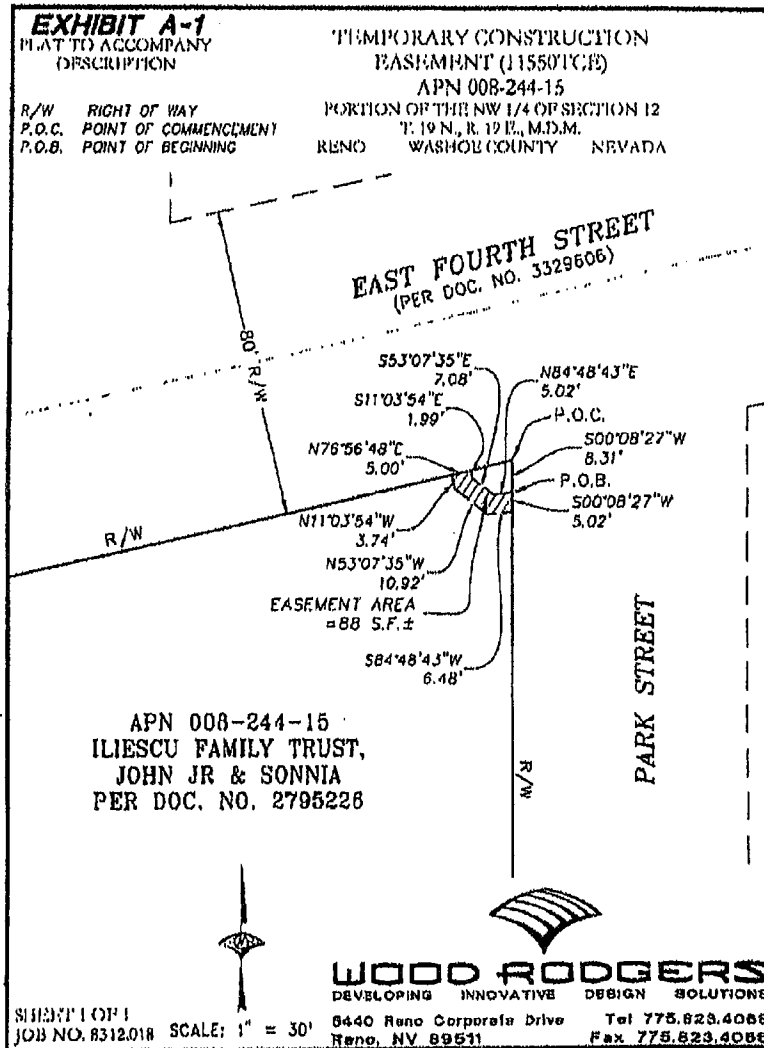 EXHIBIT A-1
PLAT TO ACCOMPANY
DESCRIPTION
R/W RIGHT OF WAY
P.O.C. POINT OF COMMENCEMENT
P.O.B. POINT OF BEGINNING
TEMPORARY CONSTRUCTION
EASEMENT (11550TCE)
APN 008-244-15
PORTION OF THE NW 1/4 OF SECTION 12
T. 19 N., R. 19 E., M.D.M.
RENO WASHOE COUNTY NEVADA
EAST FOURTH STREET
(PER DOC. NO. 3329606)
80' R/W
S53°07'35"E
7.08'
N84°48'43"E
5.02'
S11°03'54"E
1.99'
P.O.C.
N76°56'48"E
5.00'
S00°08'27"W
8.31'
P.O.B.
S00°08'27"W
5.02'
R/W
N11°03'54"W
3.74'
N53°07'35"W
10.92'
EASEMENT AREA
=88 S.F.±
S84°48'43"W
6.48'
PARK STREET
APN 008-244-15
ILIESCU FAMILY TRUST,
JOHN JR & SONNIA
PER DOC. NO. 2795226
R/W
WOOD RODGERS
DEVELOPING INNOVATIVE DESIGN SOLUTIONS
5440 Reno Corporate Drive Tel 775.823.4068
Reno, NV 89511 Fax 775.823.4066
SHEET 1 OF 1
JOB NO. 8312.018 SCALE: 1" = 30'